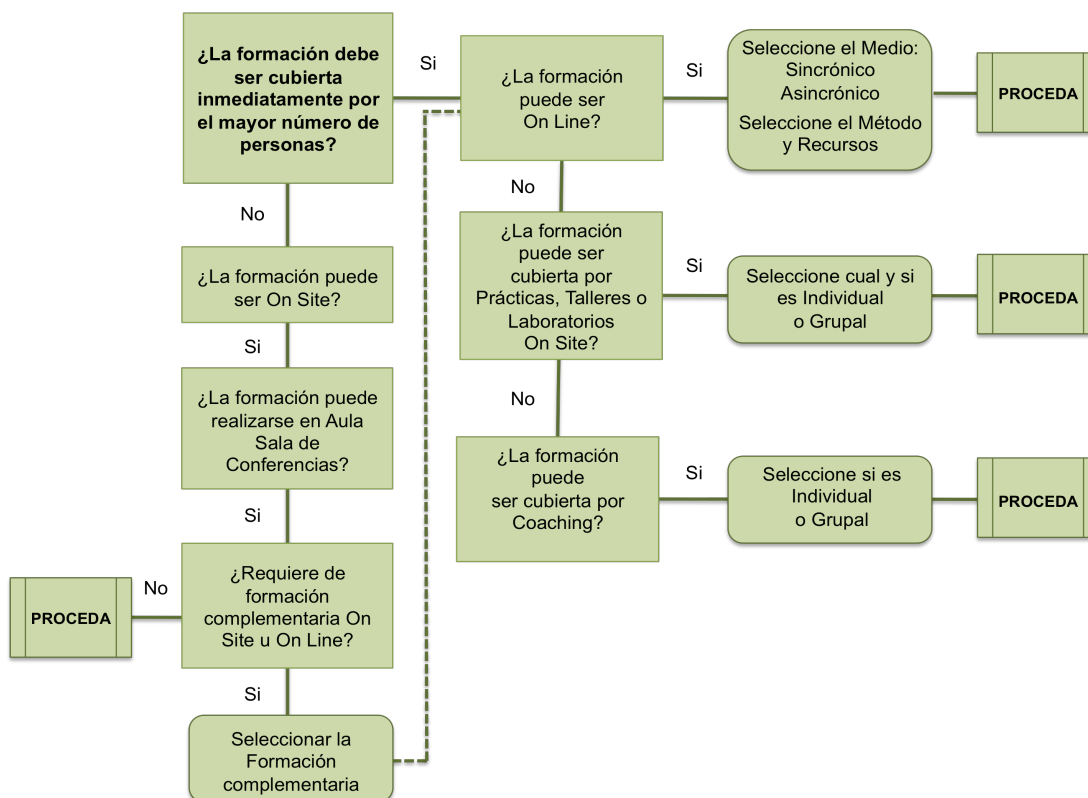 ¿La formación debe
ser cubierta
inmediatamente por
el mayor número de
personas?
Si
¿La formación
puede ser
On Line?
Si
Seleccione el Medio:
Sincrónico
Asincrónico
Seleccione el Método
y Recursos
PROCEDA
No
No
¿La formación puede
ser On Site?
¿La formación
puede ser
cubierta por
Prácticas, Talleres o
Laboratorios
On Site?
Si
Seleccione cual y si
es Individual
o Grupal
PROCEDA
Si
No
¿La formación puede
realizarse en Aula
Sala de
Conferencias?
¿La formación
puede
ser cubierta por
Coaching?
Si
Seleccione si es
Individual
o Grupal
PROCEDA
Si
¿Requiere de
formación
complementaria On
Site u On Line?
No
PROCEDA
Si
Seleccionar la
Formación
complementaria